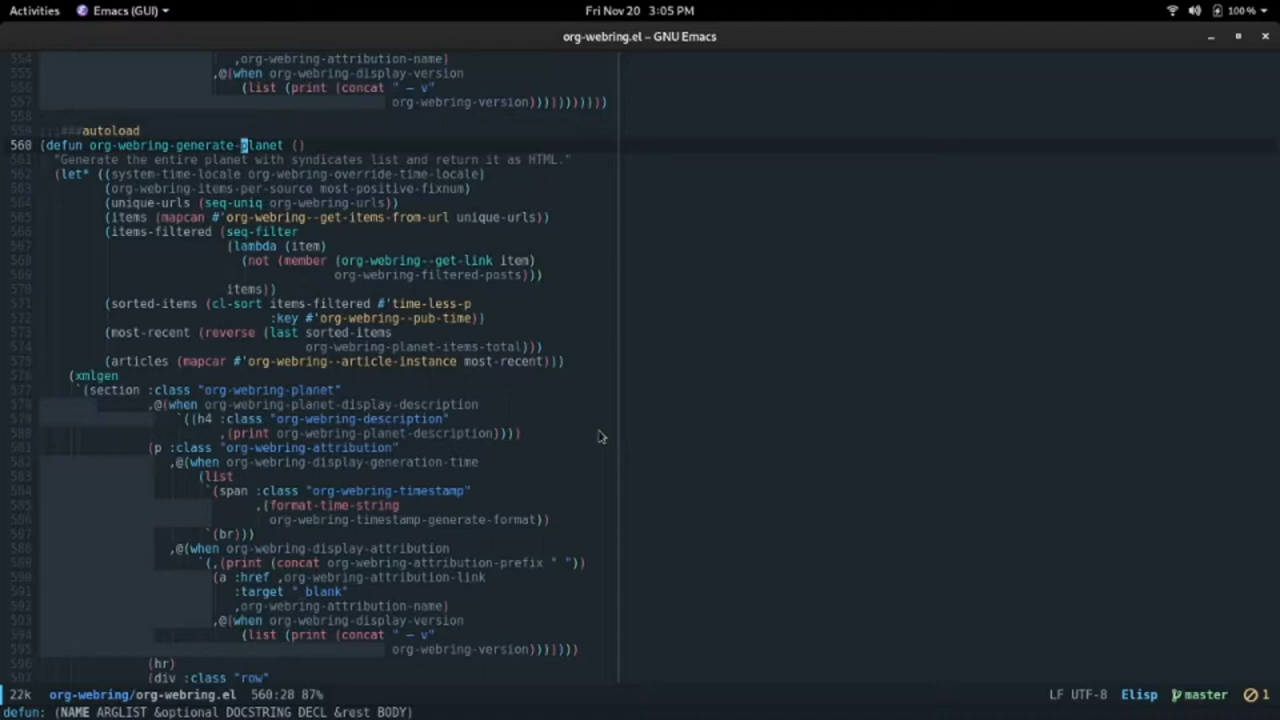 Activities Emacs (GUI) Fri Nov 20 3:05 PM 100 %
org-webring.el – GNU Emacs
554 ,org-webring-attribution-name)
555 ,@(when org-webring-display-version
556 (list (print (concat " — v"
557 org-webring-version))))))))))
558
559 ;;;###autoload
560 (defun org-webring-generate-planet ()
561 "Generate the entire planet with syndicates list and return it as HTML."
562 (let* ((system-time-locale org-webring-override-time-locale)
563 (org-webring-items-per-source most-positive-fixnum)
564 (unique-urls (seq-uniq org-webring-urls))
565 (items (mapcan #'org-webring--get-items-from-url unique-urls))
566 (items-filtered (seq-filter
567 (lambda (item)
568 (not (member (org-webring--get-link item)
569 org-webring-filtered-posts)))
570 items))
571 (sorted-items (cl-sort items-filtered #'time-less-p
572 :key #'org-webring--pub-time))
573 (most-recent (reverse (last sorted-items
574 org-webring-planet-items-total)))
575 (articles (mapcar #'org-webring--article-instance most-recent)))
576 (xmlgen
577 `(section :class "org-webring-planet"
578 ,@(when org-webring-planet-display-description
579 `((h4 :class "org-webring-description"
580 ,(print org-webring-planet-description))))
581 (p :class "org-webring-attribution"
582 ,@(when org-webring-display-generation-time
583 (list
584 `(span :class "org-webring-timestamp"
585 ,(format-time-string
586 org-webring-timestamp-generate-format))
587 `(br)))
588 ,@(when org-webring-display-attribution
589 `(,(print (concat org-webring-attribution-prefix " "))
590 (a :href ,org-webring-attribution-link
591 :target "_blank"
592 ,org-webring-attribution-name)
593 ,@(when org-webring-display-version
594 (list (print (concat " — v"
595 org-webring-version)))))))
596 (hr)
597 (div :class "row"
22k org-webring/org-webring.el 560:28 87% LF UTF-8 Elisp master 1
defun: (NAME ARGLIST &optional DOCSTRING DECL &rest BODY)